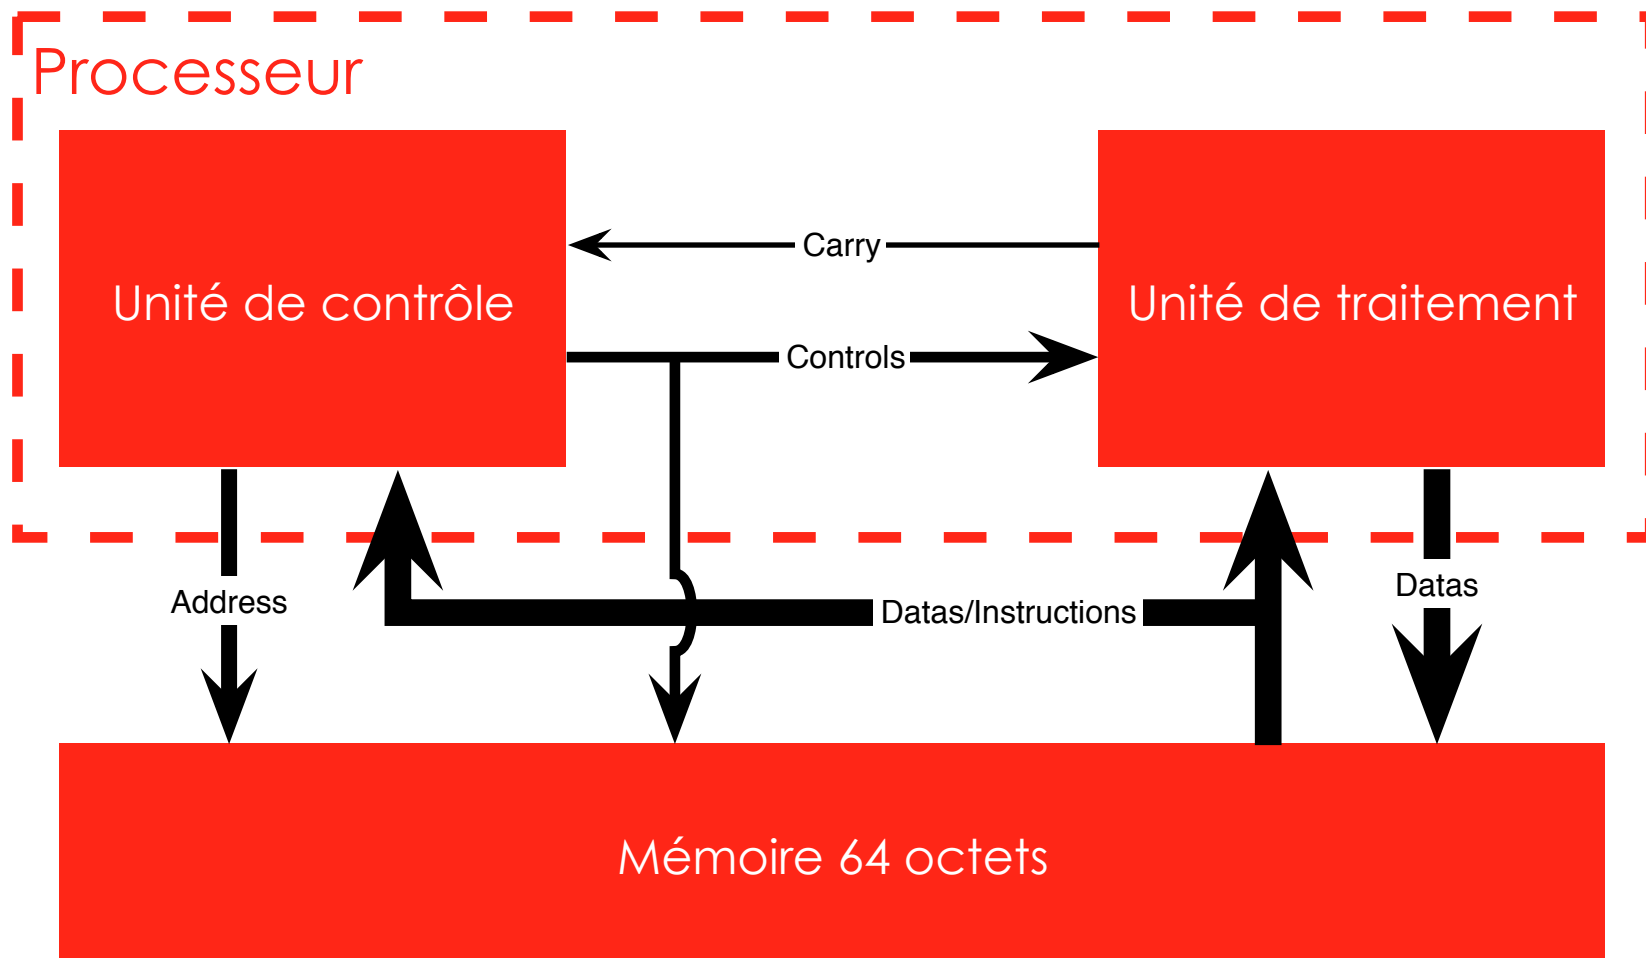 Processeur
Carry
Unité de contrôle
Unité de traitement
Controls
Address
Datas/Instructions
Datas
Mémoire 64 octets